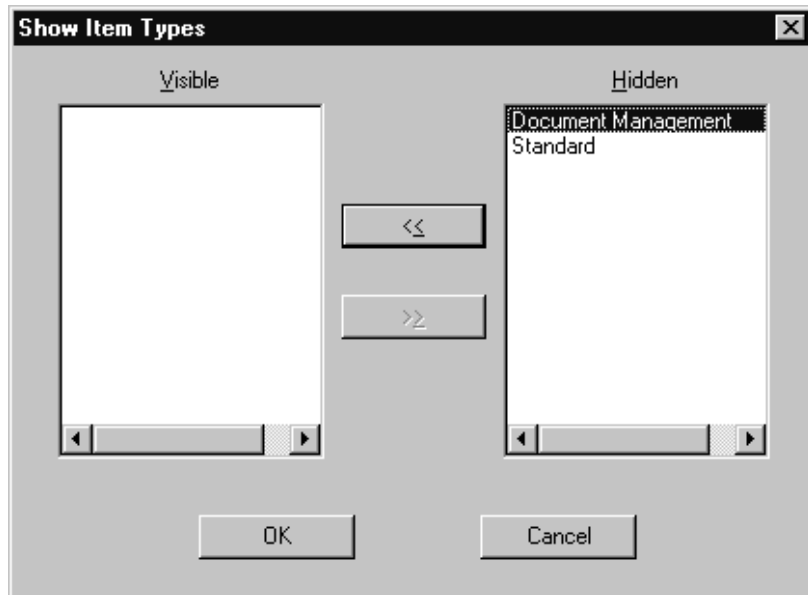 Show Item Types
Visible
Hidden
Document Management
Standard
<<
>>
OK
Cancel